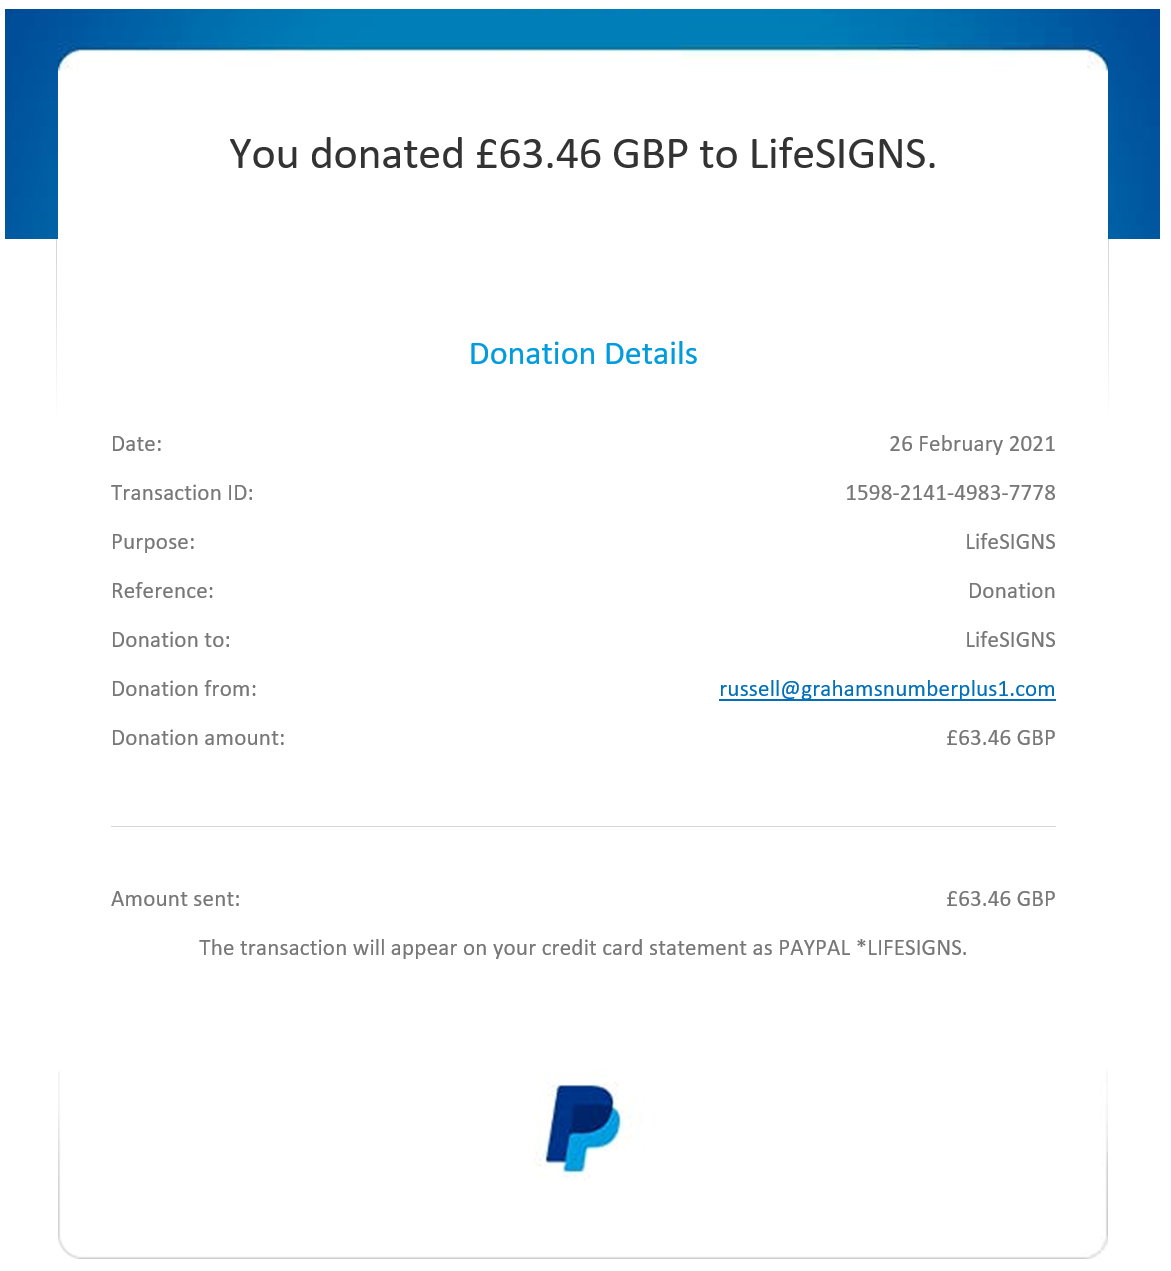 You donated £63.46 GBP to LifeSIGNS.
Donation Details
Date: 26 February 2021
Transaction ID: 1598-2141-4983-7778
Purpose: LifeSIGNS
Reference: Donation
Donation to: LifeSIGNS
Donation from: russell@grahamsnumberplus1.com
Donation amount: £63.46 GBP
Amount sent: £63.46 GBP
The transaction will appear on your credit card statement as PAYPAL *LIFESIGNS.